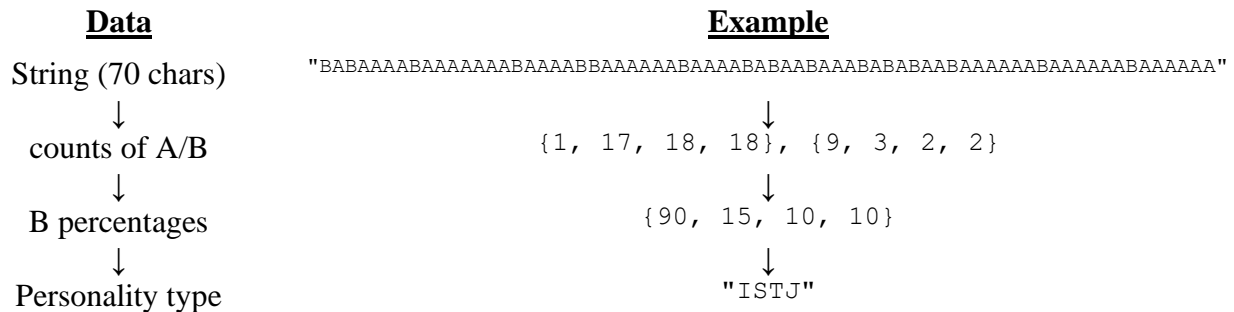 Data Example
String (70 chars) "BABAAAABAAAAAAABAAAABBAAAAAABAAAABABAABAAABABABAABAAAAAABAAAAAABAAAAAA"
↓ ↓
counts of A/B {1, 17, 18, 18}, {9, 3, 2, 2}
↓ ↓
B percentages {90, 15, 10, 10}
↓ ↓
Personality type "ISTJ"